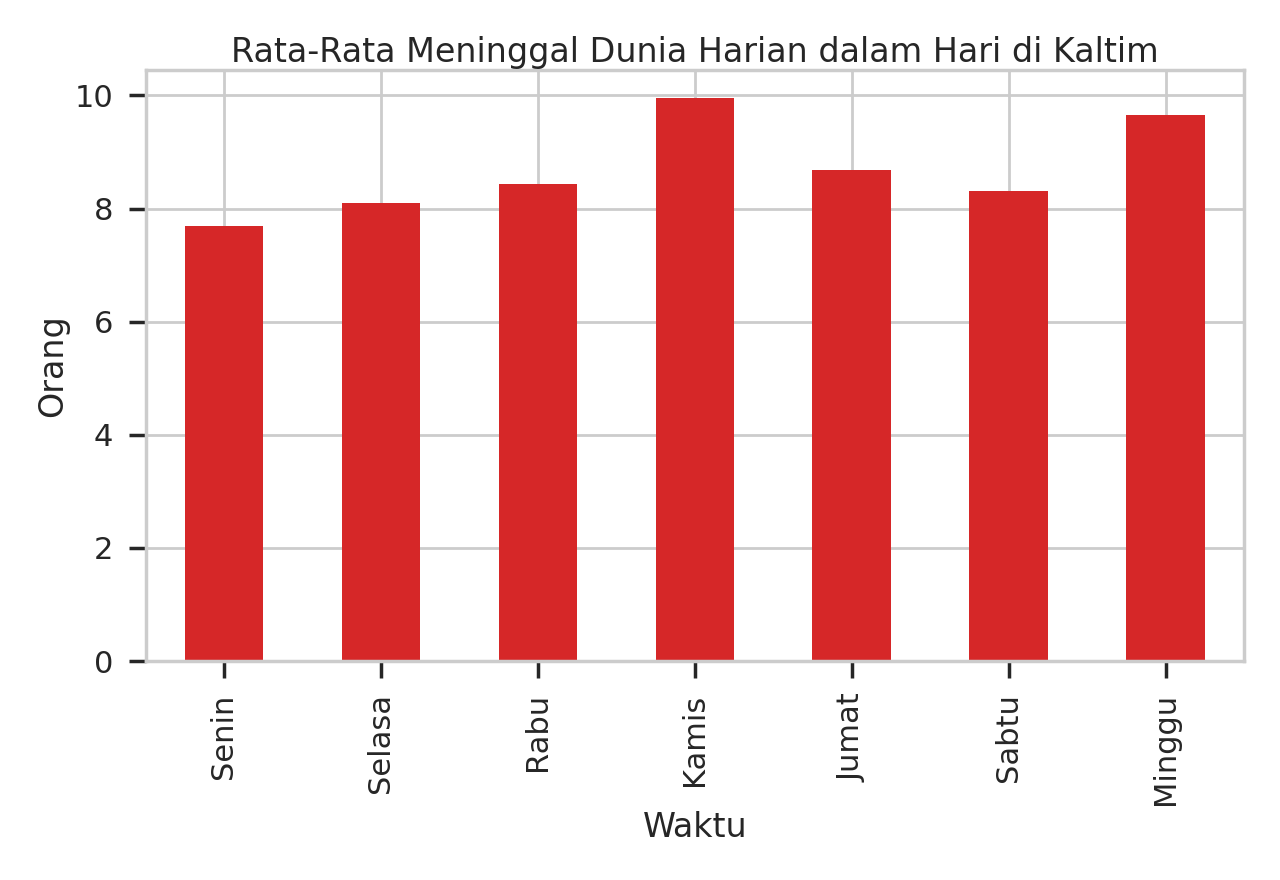 Rata-Rata Meninggal Dunia Harian dalam Hari di Kaltim
10
8
6
4
2
0
Orang
Senin
Selasa
Rabu
Kamis
Jumat
Sabtu
Minggu
Waktu